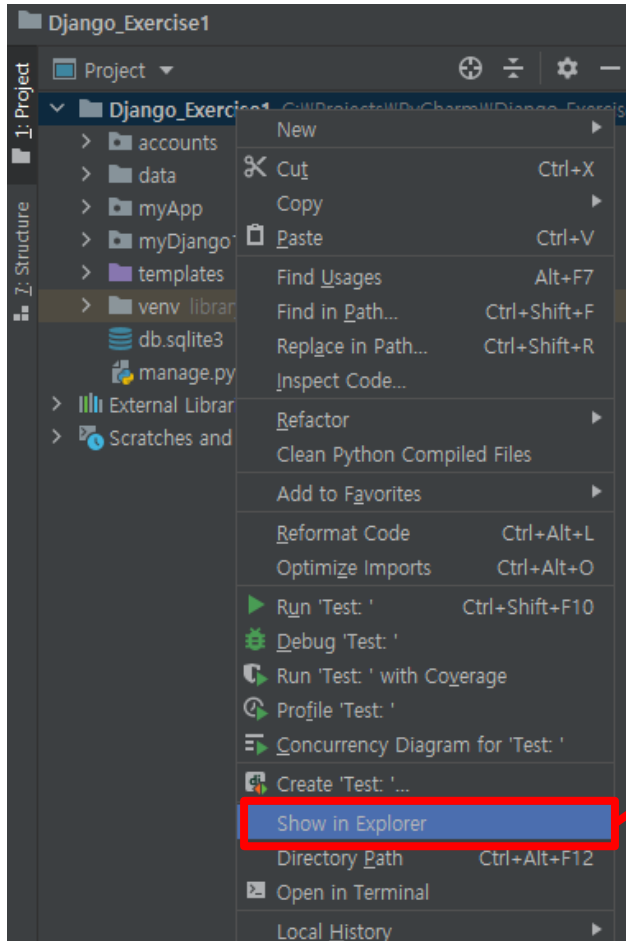 Django_Exercise1
1: Project
7: Structure
Project
Django_Exercise1
accounts
data
myApp
myDjango
templates
venv librar
db.sqlite3
manage.py
External Librar
Scratches and
New
Cut Ctrl+X
Copy
Paste Ctrl+V
Find Usages Alt+F7
Find in Path... Ctrl+Shift+F
Replace in Path... Ctrl+Shift+R
Inspect Code...
Refactor
Clean Python Compiled Files
Add to Favorites
Reformat Code Ctrl+Alt+L
Optimize Imports Ctrl+Alt+O
Run 'Test: ' Ctrl+Shift+F10
Debug 'Test: '
Run 'Test: ' with Coverage
Profile 'Test: '
Concurrency Diagram for 'Test: '
Create 'Test: '...
Show in Explorer
Directory Path Ctrl+Alt+F12
Open in Terminal
Local History